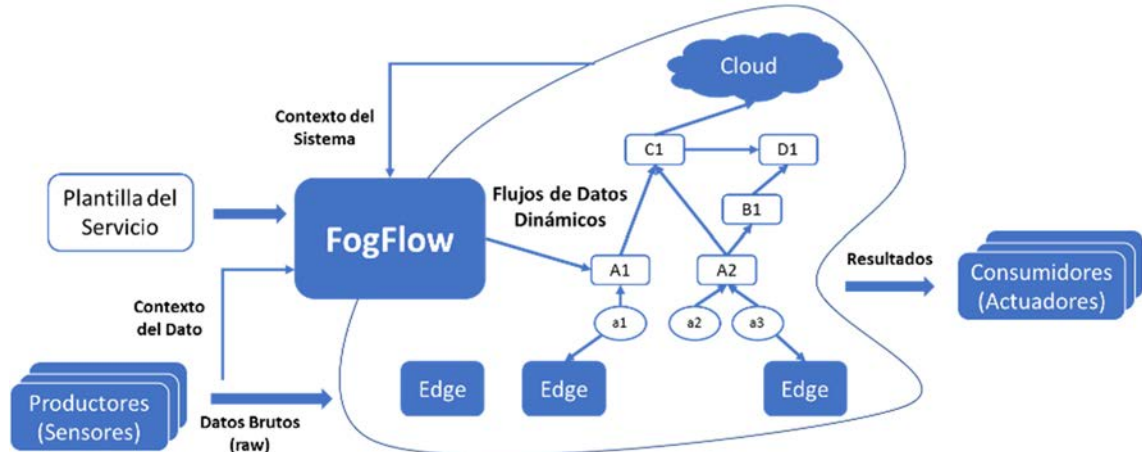 Cloud
Contexto del
Sistema
C1
D1
Plantilla del
Servicio
FogFlow
Flujos de Datos
Dinámicos
B1
A1
A2
Resultados
Consumidores
(Actuadores)
Contexto
del Dato
a1
a2
a3
Productores
(Sensores)
Datos Brutos
(raw)
Edge
Edge
Edge